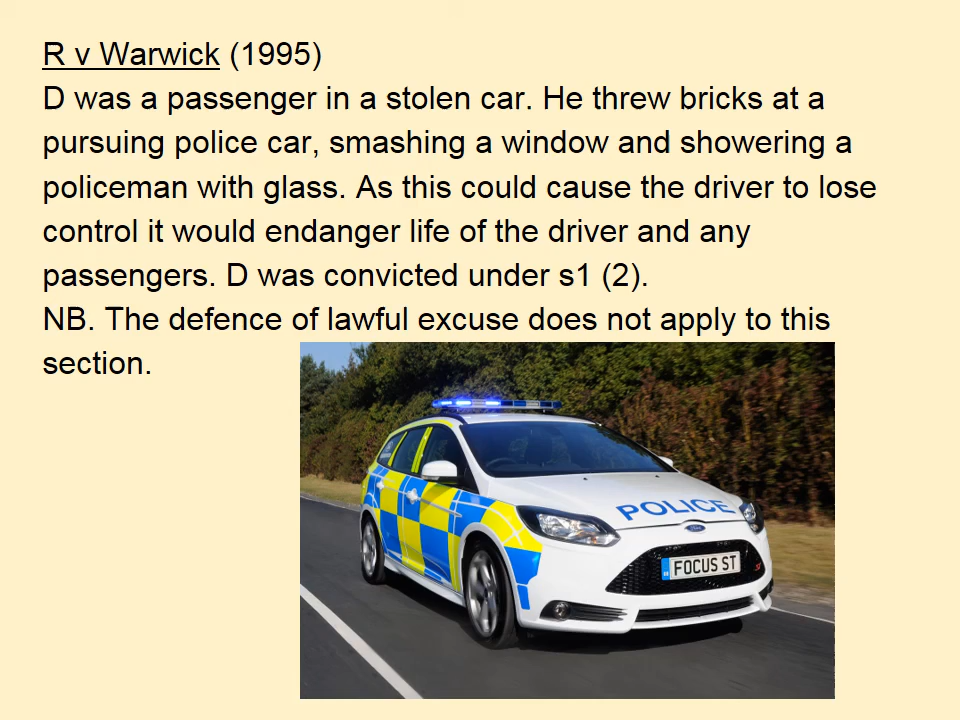 R v Warwick (1995)
D was a passenger in a stolen car. He threw bricks at a
pursuing police car, smashing a window and showering a
policeman with glass. As this could cause the driver to lose
control it would endanger life of the driver and any
passengers. D was convicted under s1 (2).
NB. The defence of lawful excuse does not apply to this
section.
POLICE
Ford
FOCUS ST